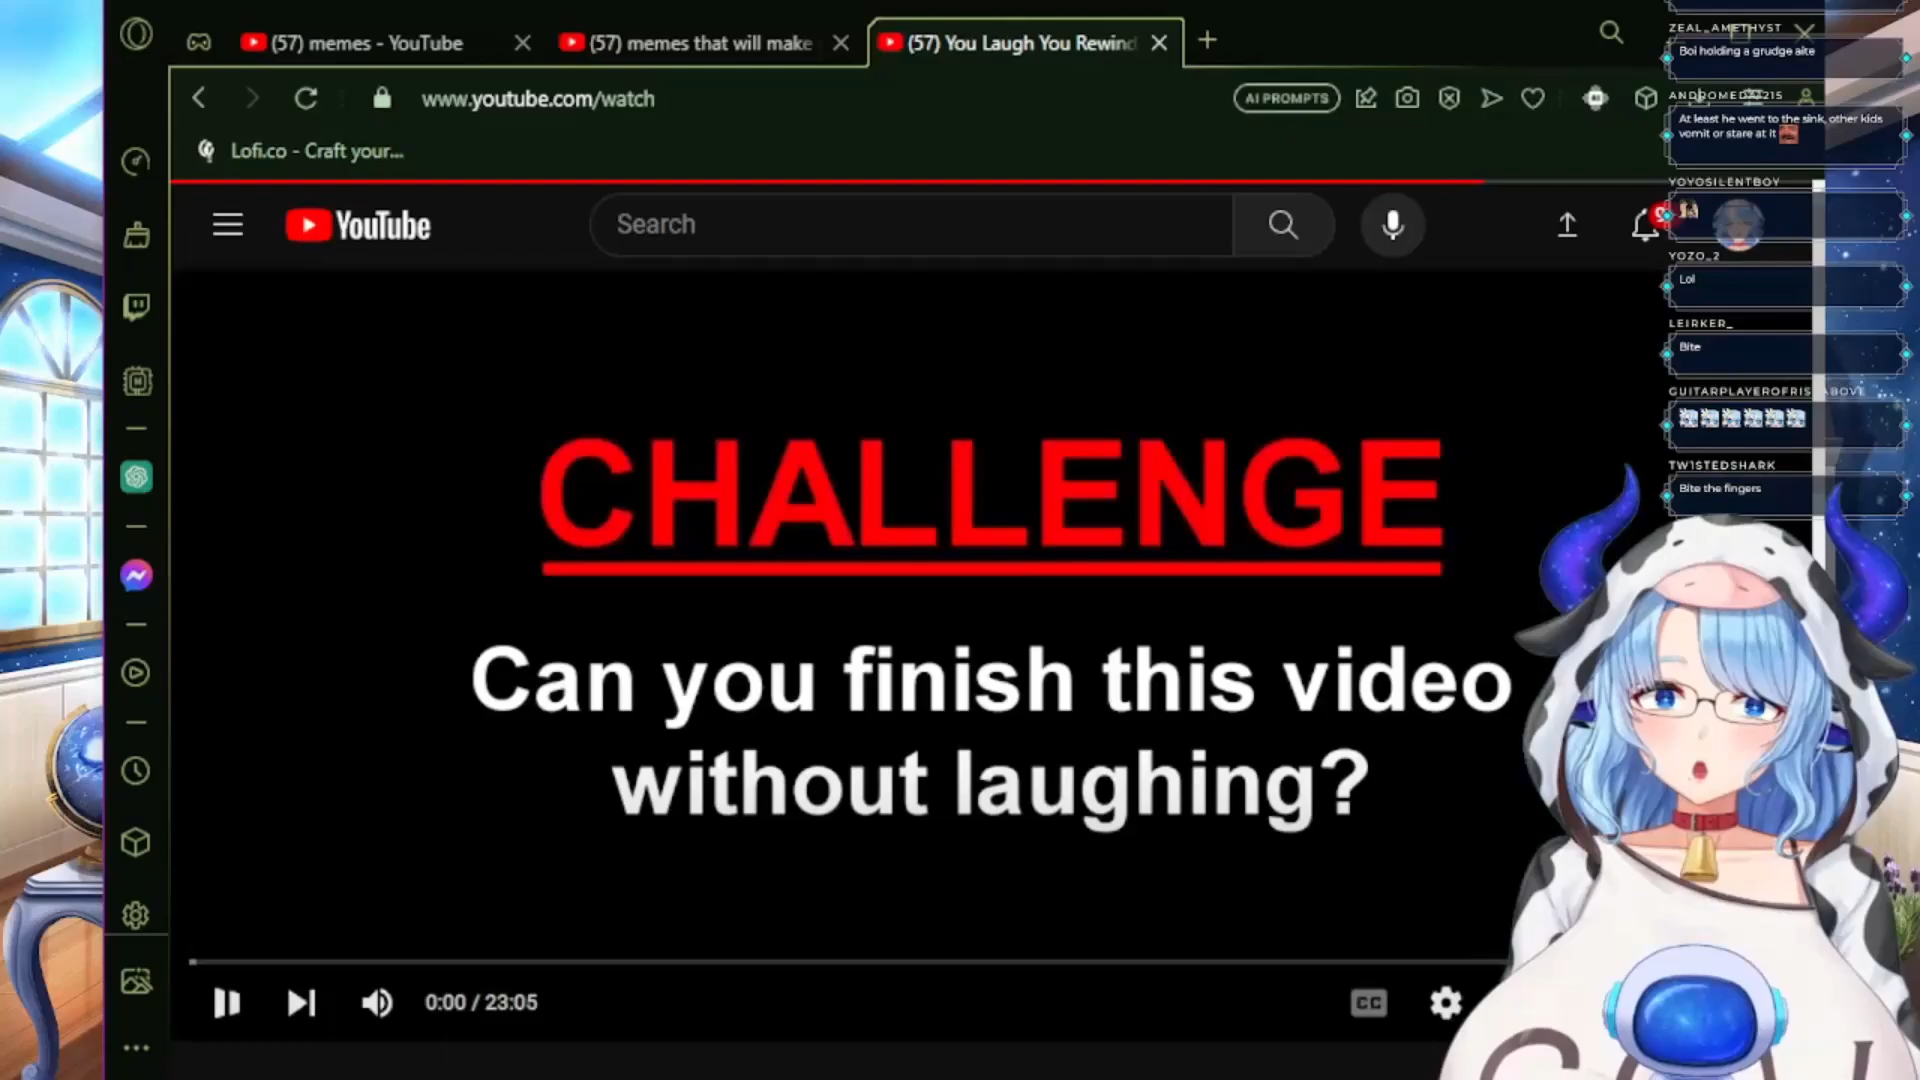 (57) memes - YouTube
(57) memes that will make
(57) You Laugh You Rewind
www.youtube.com/watch
AI PROMPTS
Lofi.co - Craft your...
YouTube
Search
CHALLENGE
Can you finish this video
without laughing?
0:00 / 23:05
CC
ZEAL_AMETHYST
Boi holding a grudge aite
ANDROMEDA1215
At least he went to the sink, other kids
vomit or stare at it
YOYOSILENTBOY
YOZO_2
Lol
LEIRKER_
Bite
TW1STEDSHARK
Bite the fingers